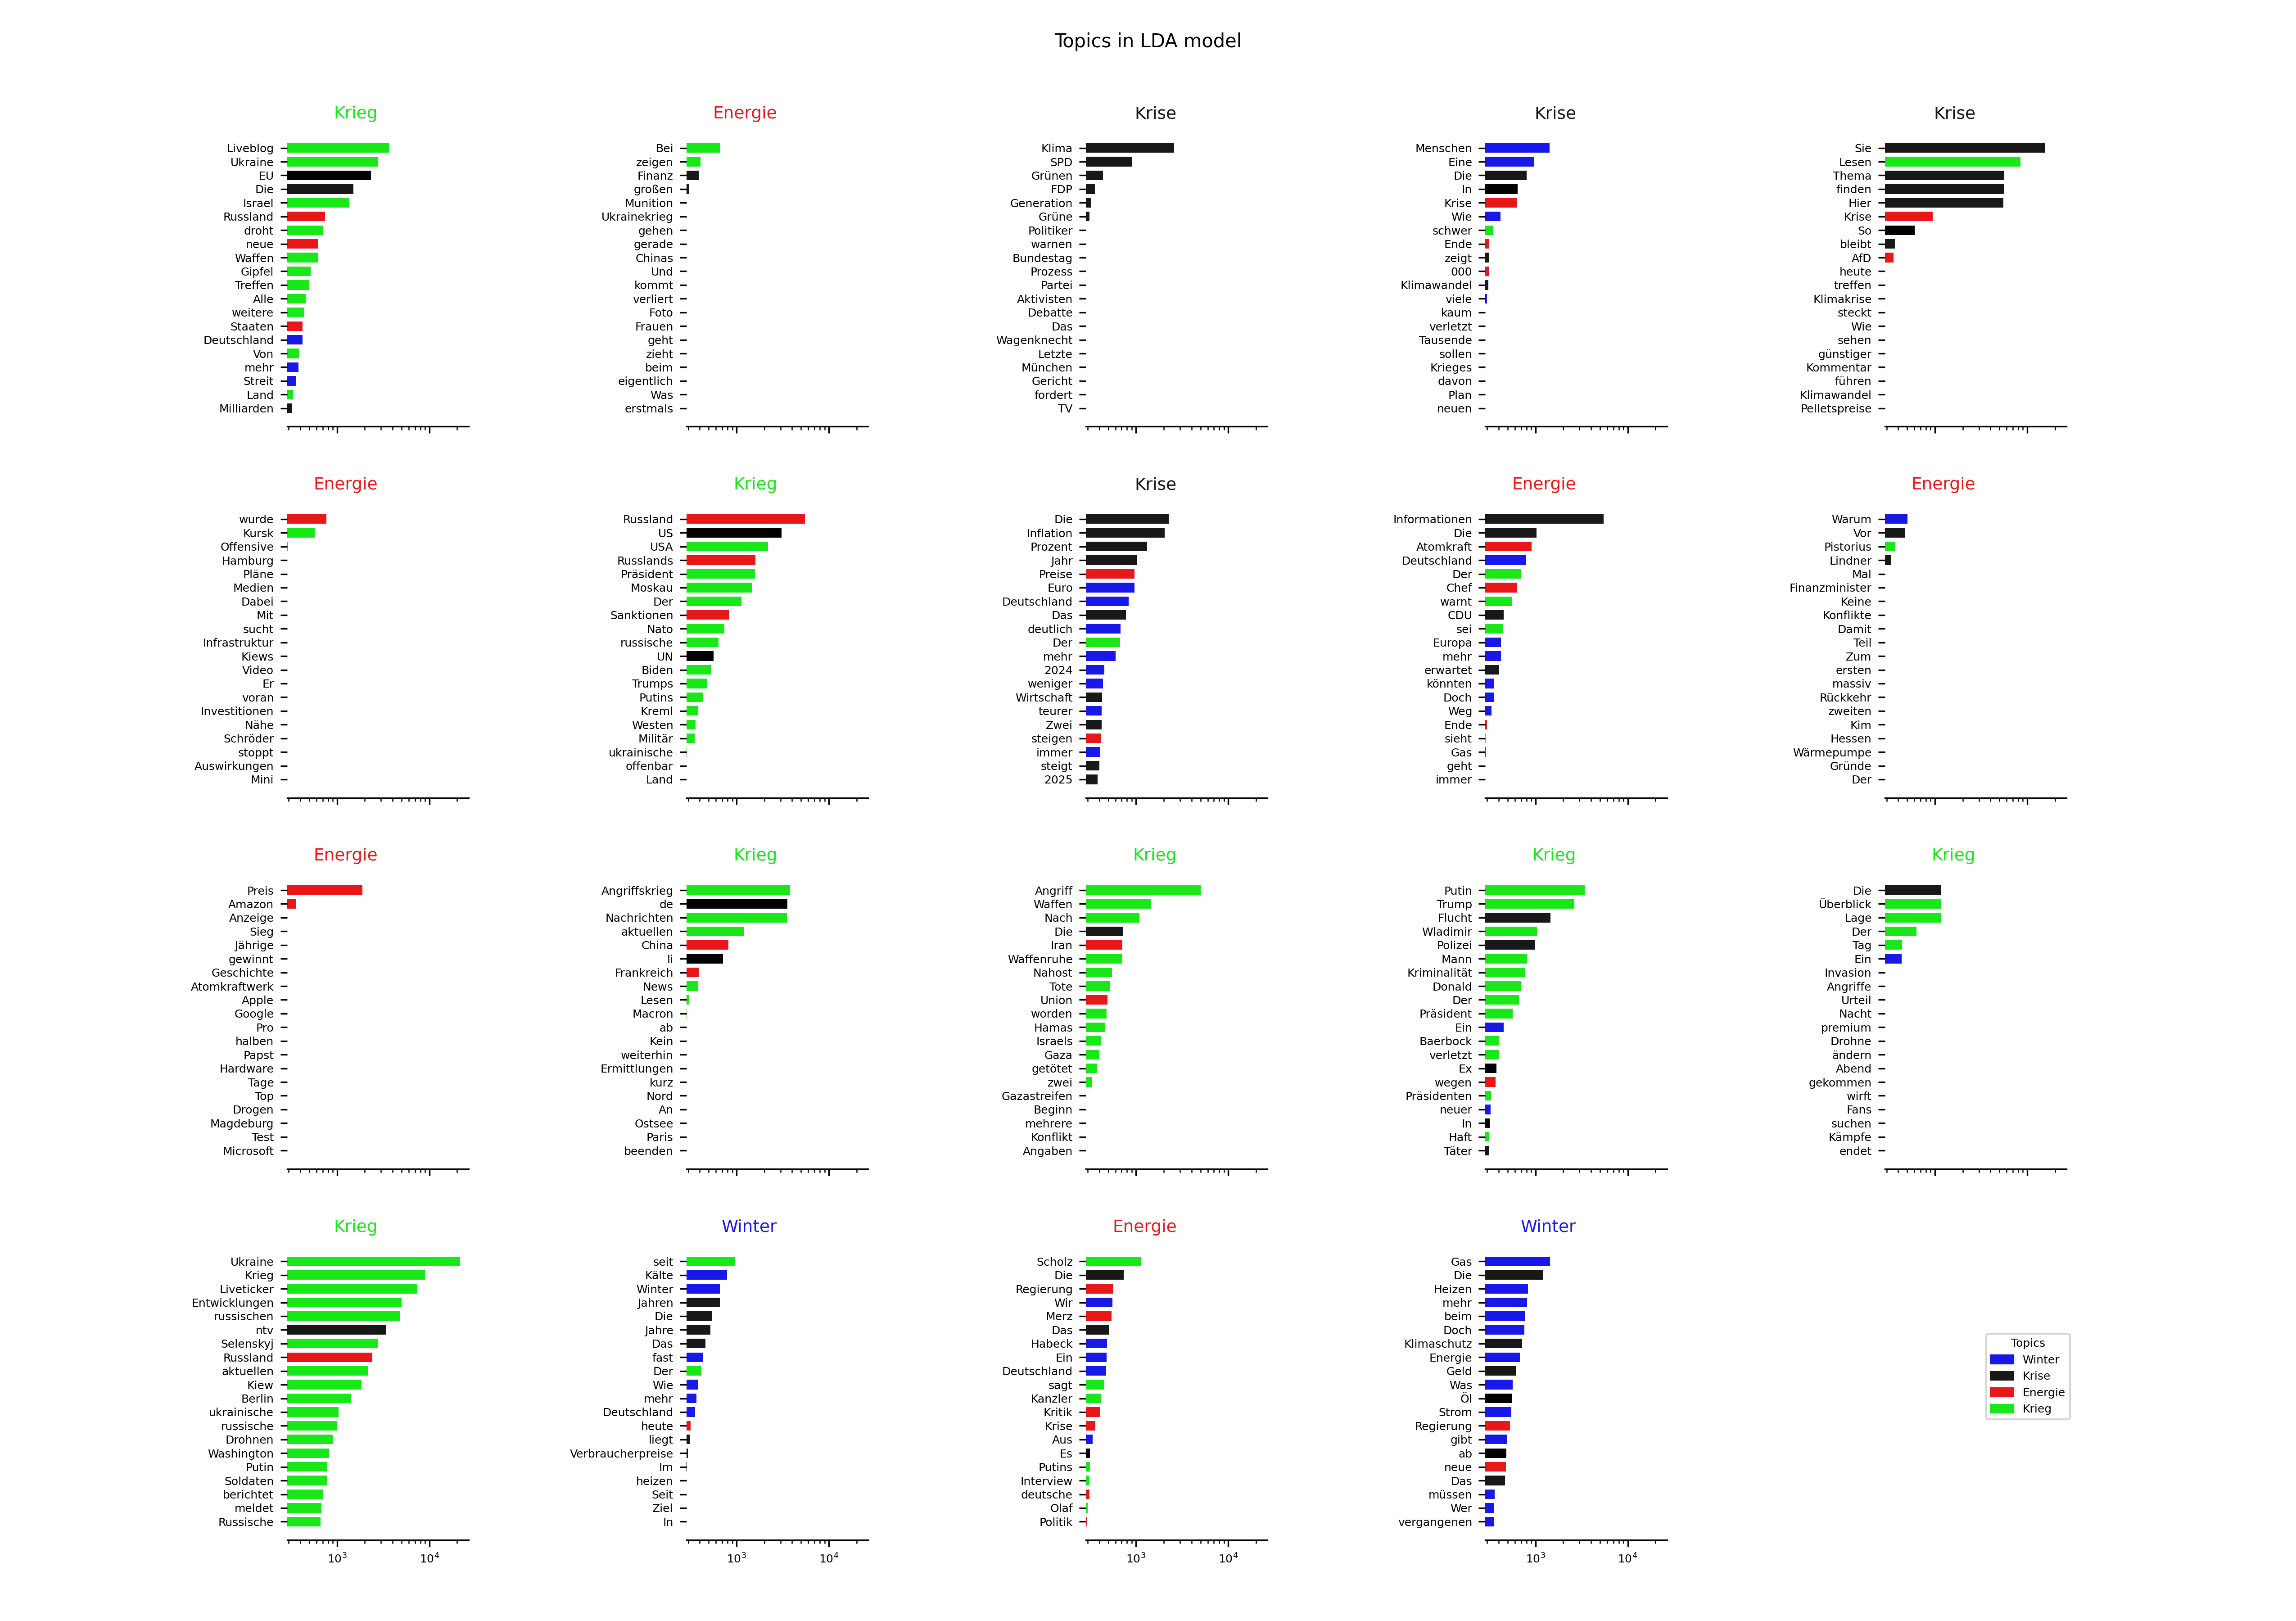 Topics in LDA model
Krieg
Liveblog
Ukraine
EU
Die
Israel
Russland
droht
neue
Waffen
Gipfel
Treffen
Alle
weitere
Staaten
Deutschland
Von
mehr
Streit
Land
Milliarden
Energie
Bei
zeigen
Finanz
großen
Munition
Ukrainekrieg
gehen
gerade
Chinas
Und
kommt
verliert
Foto
Frauen
geht
zieht
beim
eigentlich
Was
erstmals
Krise
Klima
SPD
Grünen
FDP
Generation
Grüne
Politiker
warnen
Bundestag
Prozess
Partei
Aktivisten
Debatte
Das
Wagenknecht
Letzte
München
Gericht
fordert
TV
Krise
Menschen
Eine
Die
In
Krise
Wie
schwer
Ende
zeigt
000
Klimawandel
viele
kaum
verletzt
Tausende
sollen
Krieges
davon
Plan
neuen
Krise
Sie
Lesen
Thema
finden
Hier
Krise
So
bleibt
AfD
heute
treffen
Klimakrise
steckt
Wie
sehen
günstiger
Kommentar
führen
Klimawandel
Pelletspreise
Energie
wurde
Kursk
Offensive
Hamburg
Pläne
Medien
Dabei
Mit
sucht
Infrastruktur
Kiews
Video
Er
voran
Investitionen
Nähe
Schröder
stoppt
Auswirkungen
Mini
Krieg
Russland
US
USA
Russlands
Präsident
Moskau
Der
Sanktionen
Nato
russische
UN
Biden
Trumps
Putins
Kreml
Westen
Militär
ukrainische
offenbar
Land
Krise
Die
Inflation
Prozent
Jahr
Preise
Euro
Deutschland
Das
deutlich
Der
mehr
2024
weniger
Wirtschaft
teurer
Zwei
steigen
immer
steigt
2025
Energie
Informationen
Die
Atomkraft
Deutschland
Der
Chef
warnt
CDU
sei
Europa
mehr
erwartet
könnten
Doch
Weg
Ende
sieht
Gas
geht
immer
Energie
Warum
Vor
Pistorius
Lindner
Mal
Finanzminister
Keine
Konflikte
Damit
Teil
Zum
ersten
massiv
Rückkehr
zweiten
Kim
Hessen
Wärmepumpe
Gründe
Der
Energie
Preis
Amazon
Anzeige
Sieg
Jährige
gewinnt
Geschichte
Atomkraftwerk
Apple
Google
Pro
halben
Papst
Hardware
Tage
Top
Drogen
Magdeburg
Test
Microsoft
Krieg
Angriffskrieg
de
Nachrichten
aktuellen
China
li
Frankreich
News
Lesen
Macron
ab
Kein
weiterhin
Ermittlungen
kurz
Nord
An
Ostsee
Paris
beenden
Krieg
Angriff
Waffen
Nach
Die
Iran
Waffenruhe
Nahost
Tote
Union
worden
Hamas
Israels
Gaza
getötet
zwei
Gazastreifen
Beginn
mehrere
Konflikt
Angaben
Krieg
Putin
Trump
Flucht
Wladimir
Polizei
Mann
Kriminalität
Donald
Der
Präsident
Ein
Baerbock
verletzt
Ex
wegen
Präsidenten
neuer
In
Haft
Täter
Krieg
Die
Überblick
Lage
Der
Tag
Ein
Invasion
Angriffe
Urteil
Nacht
premium
Drohne
ändern
Abend
gekommen
wirft
Fans
suchen
Kämpfe
endet
Krieg
Ukraine
Krieg
Liveticker
Entwicklungen
russischen
ntv
Selenskyj
Russland
aktuellen
Kiew
Berlin
ukrainische
russische
Drohnen
Washington
Putin
Soldaten
berichtet
meldet
Russische
10³ 10⁴
Winter
seit
Kälte
Winter
Jahren
Die
Jahre
Das
fast
Der
Wie
mehr
Deutschland
heute
liegt
Verbraucherpreise
Im
heizen
Seit
Ziel
In
10³ 10⁴
Energie
Scholz
Die
Regierung
Wir
Merz
Das
Habeck
Ein
Deutschland
sagt
Kanzler
Kritik
Krise
Aus
Es
Putins
Interview
deutsche
Olaf
Politik
10³ 10⁴
Winter
Gas
Die
Heizen
mehr
beim
Doch
Klimaschutz
Energie
Geld
Was
Öl
Strom
Regierung
gibt
ab
neue
Das
müssen
Wer
vergangenen
10³ 10⁴
Topics
Winter
Krise
Energie
Krieg